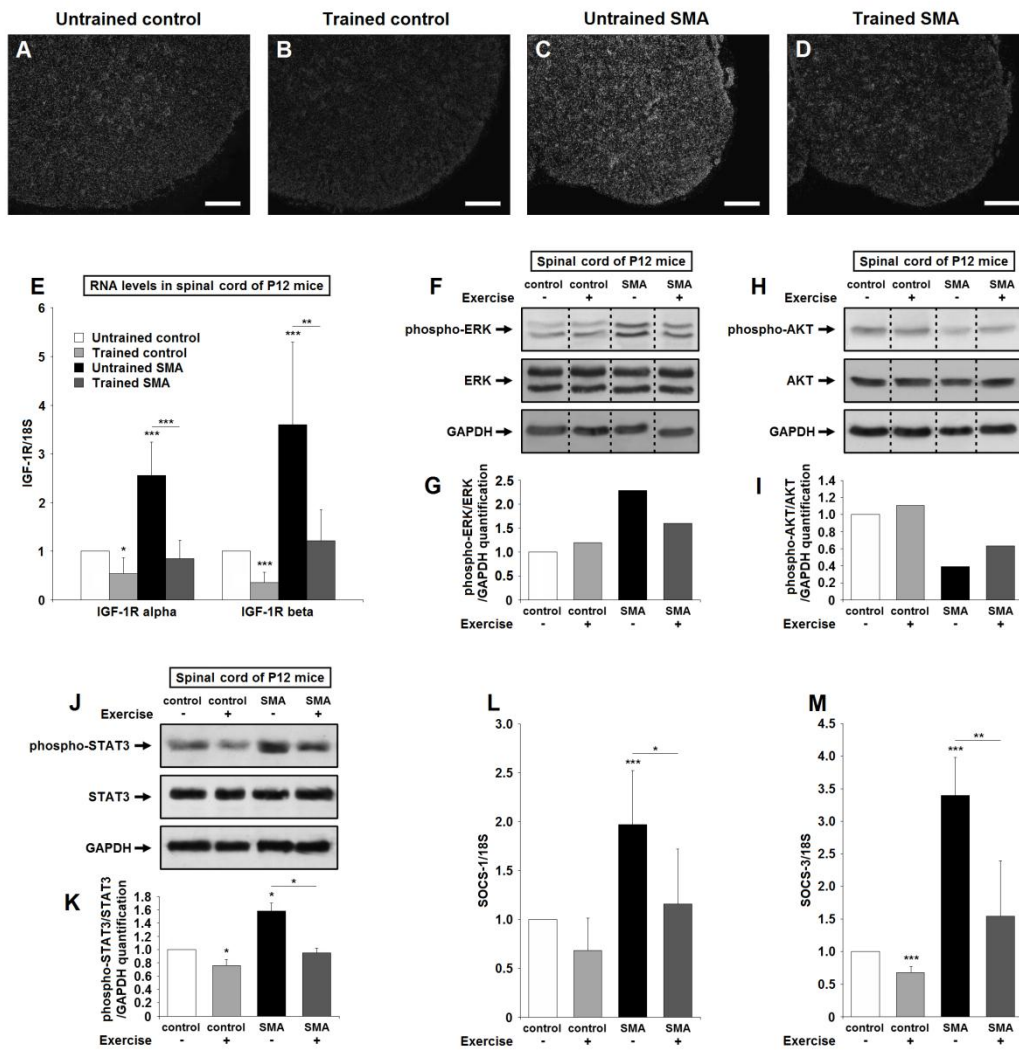 Untrained control Trained control Untrained SMA Trained SMA
A B C D
E
RNA levels in spinal cord of P12 mice
IGF-1R/18S
6
5
4
3
2
1
0
Untrained control
Trained control
Untrained SMA
Trained SMA
* *** *** *** *** **
IGF-1R alpha IGF-1R beta
F
Spinal cord of P12 mice
control control SMA SMA
Exercise - + - +
phospho-ERK
ERK
GAPDH
G
phospho-ERK/ERK
/GAPDH quantification
2.5
2.0
1.5
1.0
0.5
0
control control SMA SMA
Exercise - + - +
H
Spinal cord of P12 mice
control control SMA SMA
Exercise - + - +
phospho-AKT
AKT
GAPDH
I
phospho-AKT/AKT
/GAPDH quantification
1.4
1.2
1.0
0.8
0.6
0.4
0.2
0
control control SMA SMA
Exercise - + - +
J
Spinal cord of P12 mice
control control SMA SMA
Exercise - + - +
phospho-STAT3
STAT3
GAPDH
K
phospho-STAT3/STAT3
/GAPDH quantification
1.8
1.6
1.4
1.2
1.0
0.8
0.6
0.4
0.2
0
* * *
control control SMA SMA
Exercise - + - +
L
SOCS-1/18S
3.0
2.5
2.0
1.5
1.0
0.5
0
*** *
control control SMA SMA
Exercise - + - +
M
SOCS-3/18S
4.5
4.0
3.5
3.0
2.5
2.0
1.5
1.0
0.5
0
*** *** **
control control SMA SMA
Exercise - + - +